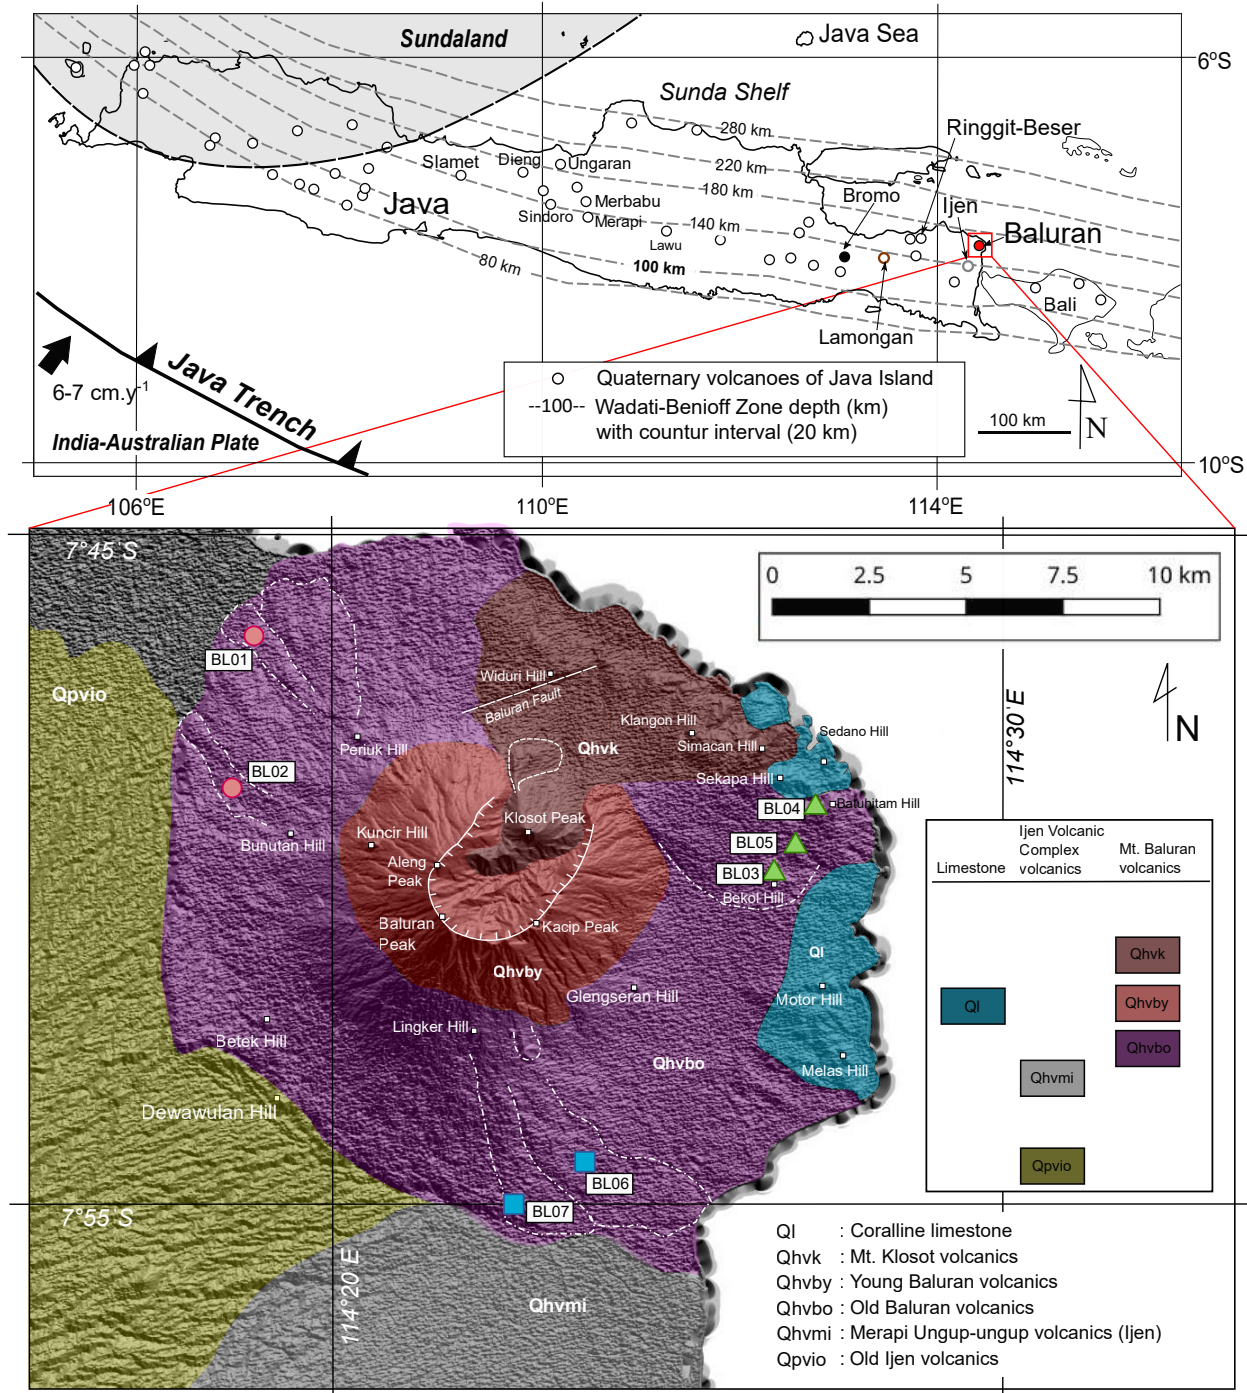 Sundaland
Java Sea
6°S
Sunda Shelf
280 km
Ringgit-Beser
220 km
Slamet
Dieng
Ungaran
180 km
Bromo
Ijen
Java
Sindoro
Merbabu
Merapi
140 km
Baluran
Lawu
80 km
100 km
Bali
Lamongan
6-7 cm.y-1
Java Trench
India-Australian Plate
Quaternary volcanoes of Java Island
--100-- Wadati-Benioff Zone depth (km)
with countur interval (20 km)
100 km
N
10°S
106°E
110°E
114°E
7°45'S
0 2.5 5 7.5 10 km
BL01
Qpvio
Widuri Hill
Baluran Fault
Klangon Hill
Simacan Hill
Sedano Hill
114°30'E
N
Periuk Hill
Qhvk
Sekapa Hill
BL02
BL04
Batuhitam Hill
Bunutan Hill
Kuncir Hill
Klosot Peak
BL05
Aleng
Peak
BL03
Bekol Hill
Baluran
Peak
Kacip Peak
Ql
Qhvby
Glengseran Hill
Motor Hill
Betek Hill
Lingker Hill
Qhvbo
Melas Hill
Dewawulan Hill
Limestone
Ijen Volcanic
Complex
volcanics
Mt. Baluran
volcanics
Qhvk
Ql
Qhvby
Qhvbo
Qhvmi
Qpvio
BL06
BL07
7°55'S
114°20'E
Qhvmi
Ql : Coralline limestone
Qhvk : Mt. Klosot volcanics
Qhvby : Young Baluran volcanics
Qhvbo : Old Baluran volcanics
Qhvmi : Merapi Ungup-ungup volcanics (Ijen)
Qpvio : Old Ijen volcanics